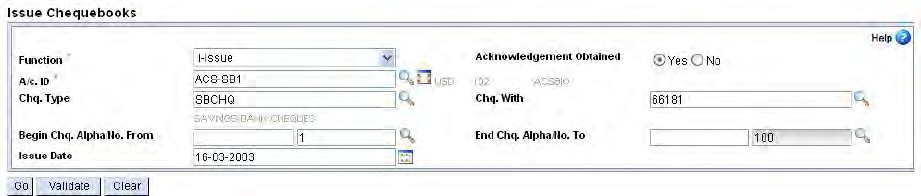 Issue Chequebooks
Help ?
Function * I-Issue Acknowledgement Obtained Yes No
A/c. ID * ACS-SB1 USD 102
Chq. Type SBCHQ Chq. With 66181
SAVINGS BANK CHEQUES
Begin Chq. Alpha/No. From 1 End Chq. Alpha/No. To 100
Issue Date 16-03-2003
Go Validate Clear